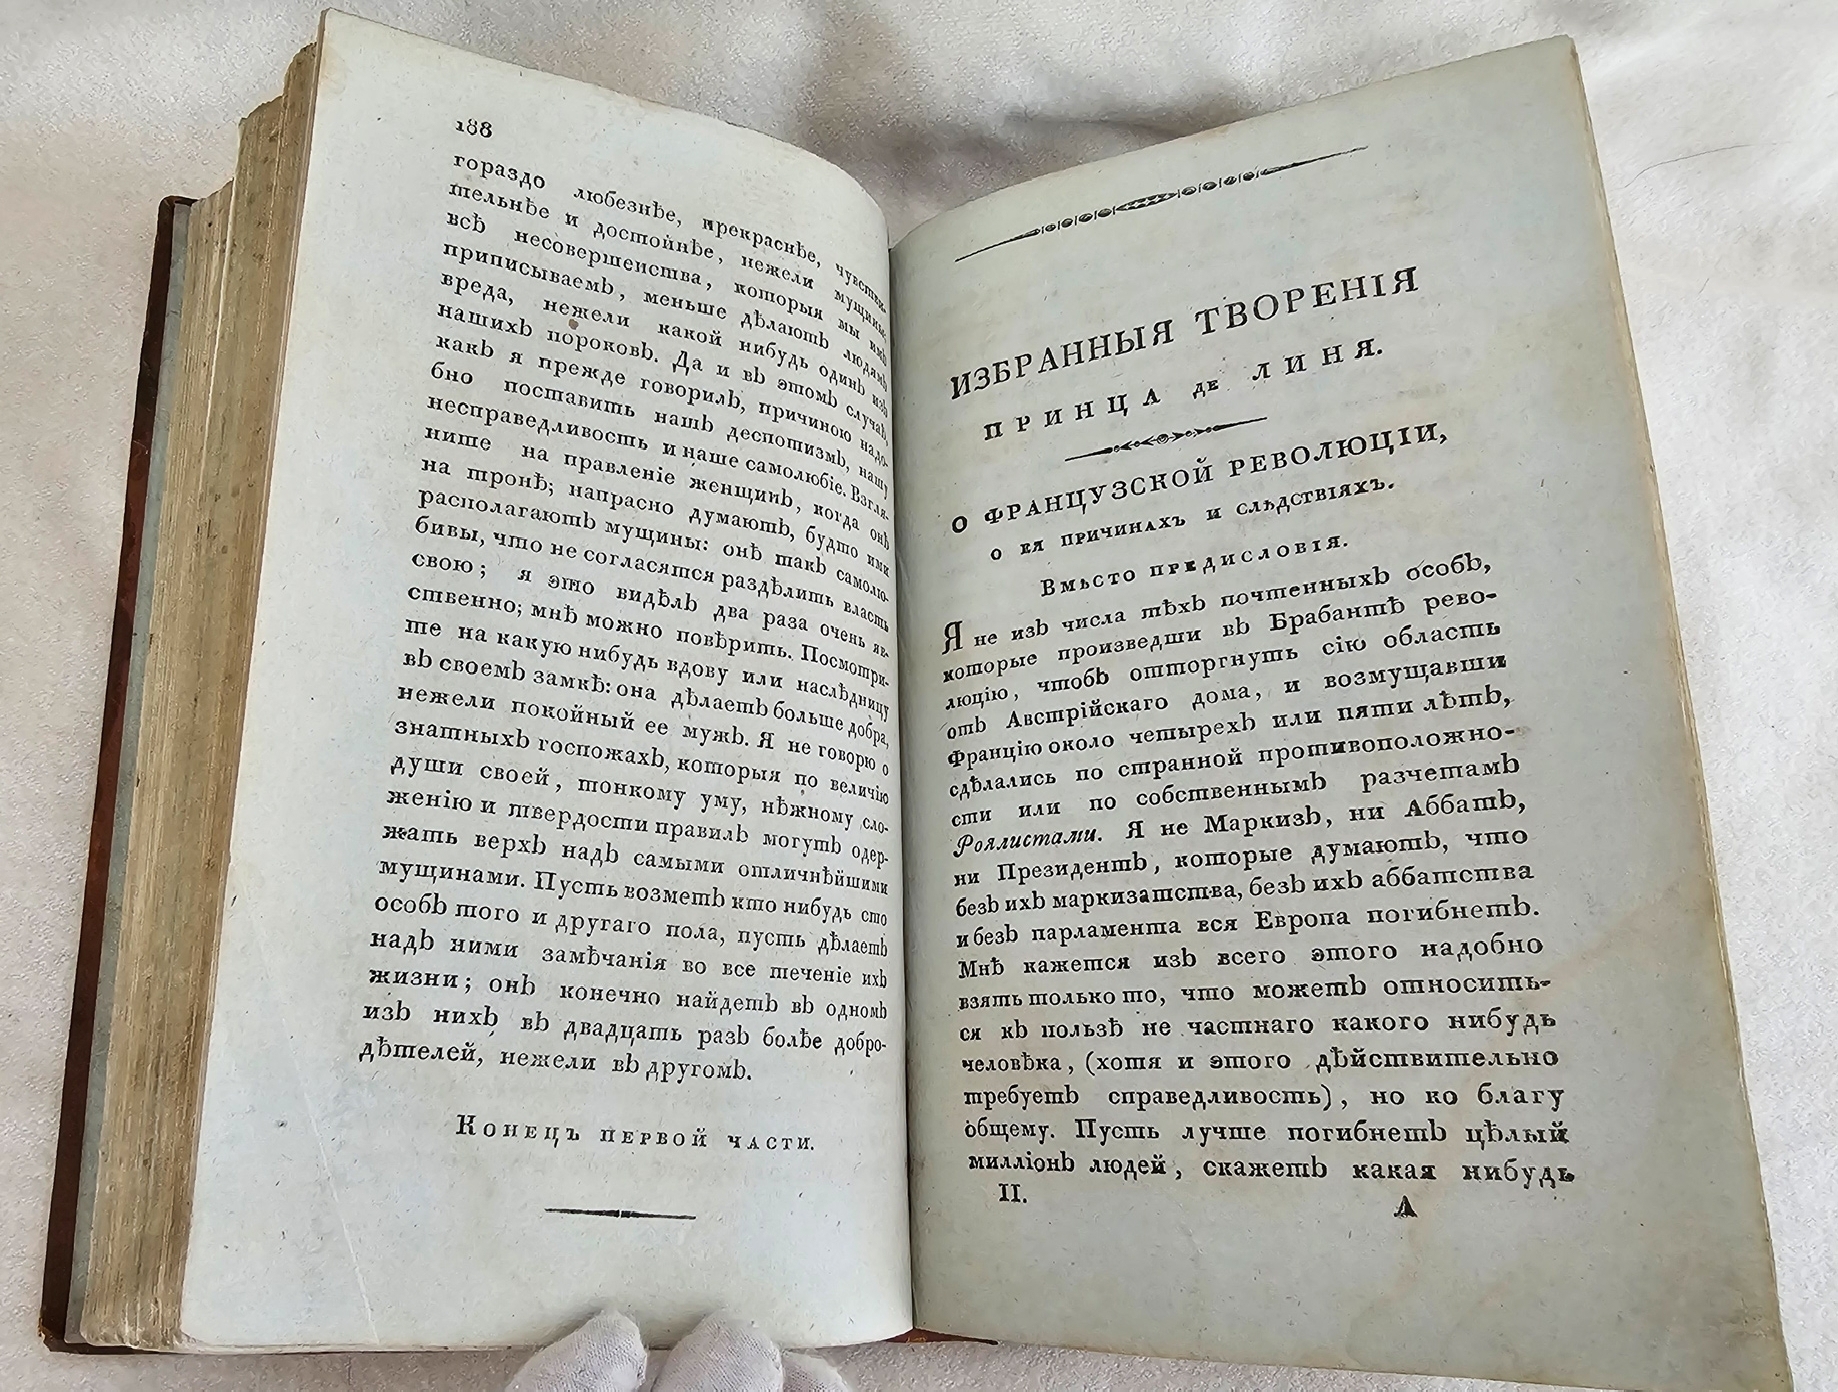 188
гораздо любезнѣе, прекраснѣе, чувстви-
тельнѣе и достойнѣе, нежели мущины:
всѣ несовершенства, которыя мы имъ
приписываемъ, меньше дѣлаютъ людямъ
вреда, нежели какой нибудь одинъ изъ
нашихъ пороковъ. Да и въ этомъ случаѣ,
какъ я прежде говорилъ, причиною надо-
бно поставить нашъ деспотизмъ, нашу
несправедливость и наше самолюбіе. Взгля-
ните на правленіе женщинъ, когда онѣ
на тронѣ; напрасно думаютъ, будто ими
располагаютъ мущины: онѣ такъ самолю-
бивы, что не согласятся раздѣлить власть
свою; я это видѣлъ два раза очень яв-
ственно; мнѣ можно повѣрить. Посмотри-
те на какую нибудь вдову или наслѣдницу
въ своемъ замкѣ: она дѣлаетъ больше добра,
нежели покойный ее мужъ. Я не говорю о
знатныхъ госпожахъ, которыя по величію
души своей, тонкому уму, нѣжному сло-
женію и твердости правилъ могутъ одер-
жать верхъ надъ самыми отличнѣйшими
мущинами. Пусть возметъ кто нибудь сто
особъ того и другаго пола, пусть дѣлаетъ
надъ ними замѣчанія во все теченіе ихъ
жизни; онъ конечно найдетъ въ одномъ
изъ нихъ въ двадцать разъ болѣе добро-
дѣтелей, нежели въ другомъ.
Конецъ первой части.
ИЗБРАННЫЯ ТВОРЕНІЯ
ПРИНЦА де ЛИНЯ.
О ФРАНЦУЗСКОЙ РЕВОЛЮЦІИ,
О ЕЯ ПРИЧИНАХЪ И СЛѢДСТВІЯХЪ.
Вмѣсто предисловія.
Я не изъ числа тѣхъ почтенныхъ особъ,
которые произведши въ Брабантѣ рево-
люцію, чтобъ отторгнуть сію область
отъ Австрійскаго дома, и возмущавши
Францію около четырехъ или пяти лѣтъ,
сдѣлались по странной противоположно-
сти или по собственнымъ разчетамъ
Роялистами. Я не Маркизъ, ни Аббатъ,
ни Президентъ, которые думаютъ, что
безъ ихъ маркизатства, безъ ихъ аббатства
и безъ парламента вся Европа погибнетъ.
Мнѣ кажется изъ всего этого надобно
взять только то, что можетъ относить-
ся къ пользѣ не частнаго какого нибудь
человѣка, (хотя и этого дѣйствительно
требуетъ справедливость), но ко благу
общему. Пусть лучше погибнетъ цѣлый
милліонъ людей, скажетъ какая нибудь
II. А